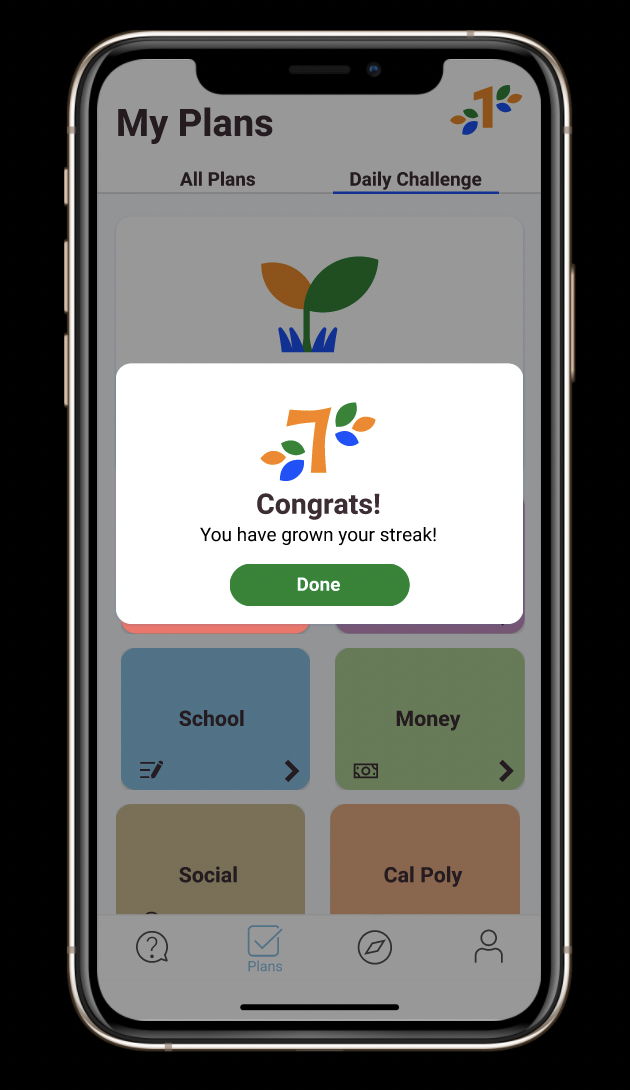 My Plans
All Plans
Daily Challenge
Congrats!
You have grown your streak!
Done
School
Money
Social
Cal Poly
Plans